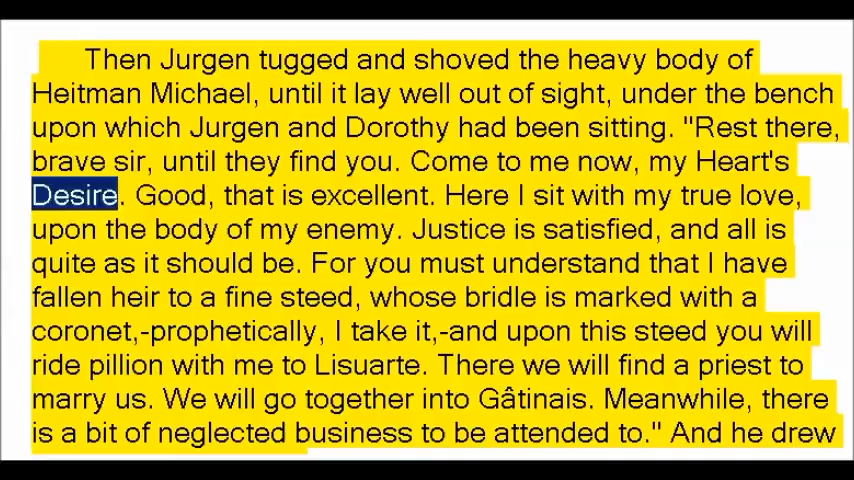 Then Jurgen tugged and shoved the heavy body of
Heitman Michael, until it lay well out of sight, under the bench
upon which Jurgen and Dorothy had been sitting. "Rest there,
brave sir, until they find you. Come to me now, my Heart's
Desire. Good, that is excellent. Here I sit with my true love,
upon the body of my enemy. Justice is satisfied, and all is
quite as it should be. For you must understand that I have
fallen heir to a fine steed, whose bridle is marked with a
coronet,-prophetically, I take it,-and upon this steed you will
ride pillion with me to Lisuarte. There we will find a priest to
marry us. We will go together into Gâtinais. Meanwhile, there
is a bit of neglected business to be attended to." And he drew